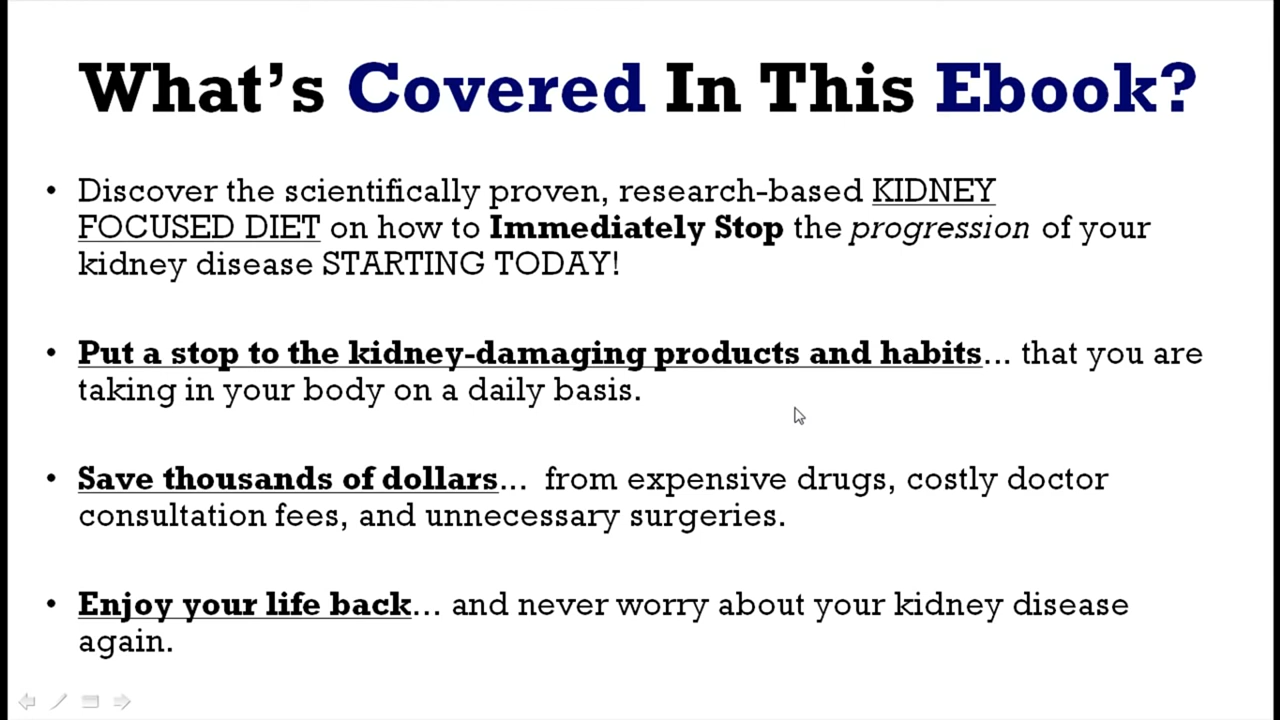 What’s Covered In This Ebook?
• Discover the scientifically proven, research-based KIDNEY
FOCUSED DIET on how to Immediately Stop the progression of your
kidney disease STARTING TODAY!
• Put a stop to the kidney-damaging products and habits... that you are
taking in your body on a daily basis.
• Save thousands of dollars...  from expensive drugs, costly doctor
consultation fees, and unnecessary surgeries.
• Enjoy your life back... and never worry about your kidney disease
again.